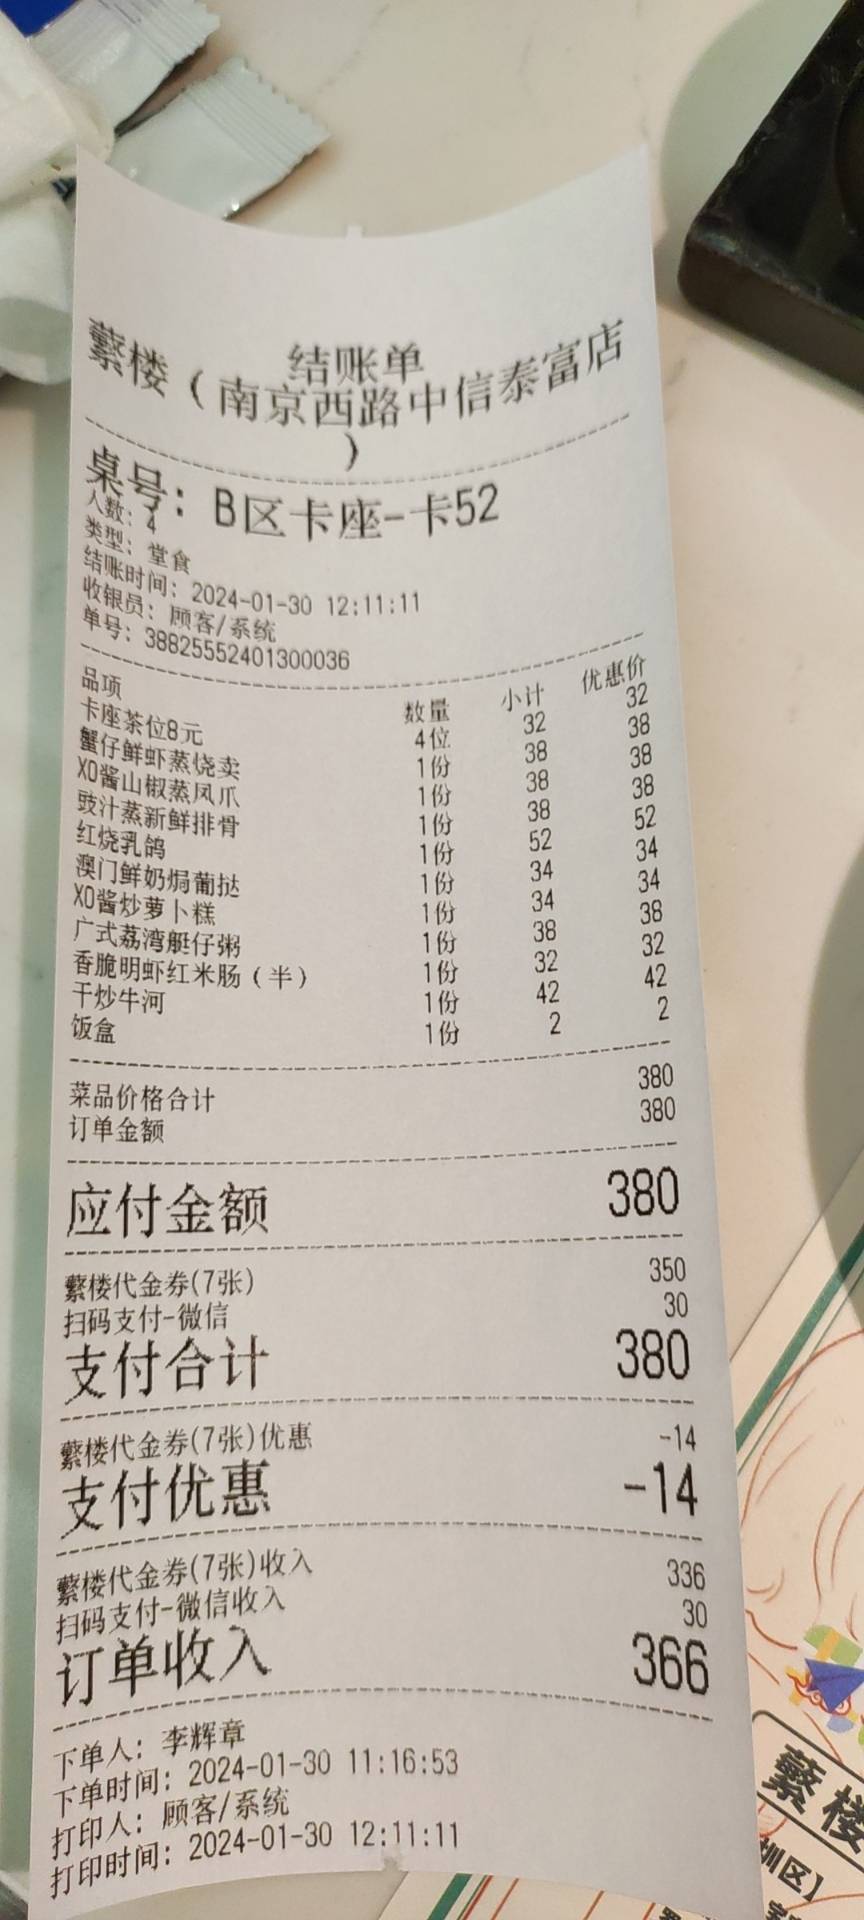 结账单
蘩楼（南京西路中信泰富店
）
桌号：B区卡座-卡52
人数：4
类型：堂食
结账时间：2024-01-30 12:11:11
收银员：顾客/系统
单号：38825552401300036
品项 数量 小计 优惠价
卡座茶位8元 4位 32 32
蟹仔鲜虾蒸烧卖 1份 38 38
XO酱山椒蒸凤爪 1份 38 38
豉汁蒸新鲜排骨 1份 38 38
红烧乳鸽 1份 52 52
澳门鲜奶焗葡挞 1份 34 34
XO酱炒萝卜糕 1份 34 34
广式荔湾艇仔粥 1份 38 38
香脆明虾红米肠（半） 1份 32 32
干炒牛河 1份 42 42
饭盒 1份 2 2
菜品价格合计 380
订单金额 380
应付金额 380
蘩楼代金券(7张) 350
扫码支付-微信 30
支付合计 380
蘩楼代金券(7张)优惠 -14
支付优惠 -14
蘩楼代金券(7张)收入 336
扫码支付-微信收入 30
订单收入 366
下单人：李辉章
下单时间：2024-01-30 11:16:53
打印人：顾客/系统
打印时间：2024-01-30 12:11:11
蘩楼
圳区】